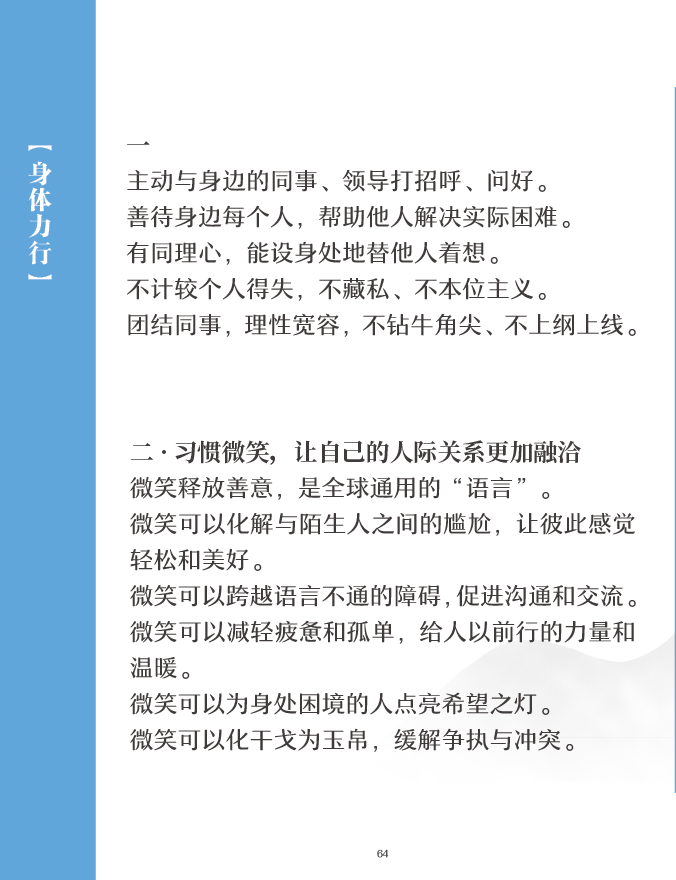 【身体力行】
一
主动与身边的同事、领导打招呼、问好。
善待身边每个人，帮助他人解决实际困难。
有同理心，能设身处地替他人着想。
不计较个人得失，不藏私、不本位主义。
团结同事，理性宽容，不钻牛角尖、不上纲上线。
二·习惯微笑，让自己的人际关系更加融洽
微笑释放善意，是全球通用的“语言”。
微笑可以化解与陌生人之间的尴尬，让彼此感觉
轻松和美好。
微笑可以跨越语言不通的障碍，促进沟通和交流。
微笑可以减轻疲惫和孤单，给人以前行的力量和
温暖。
微笑可以为身处困境的人点亮希望之灯。
微笑可以化干戈为玉帛，缓解争执与冲突。
64